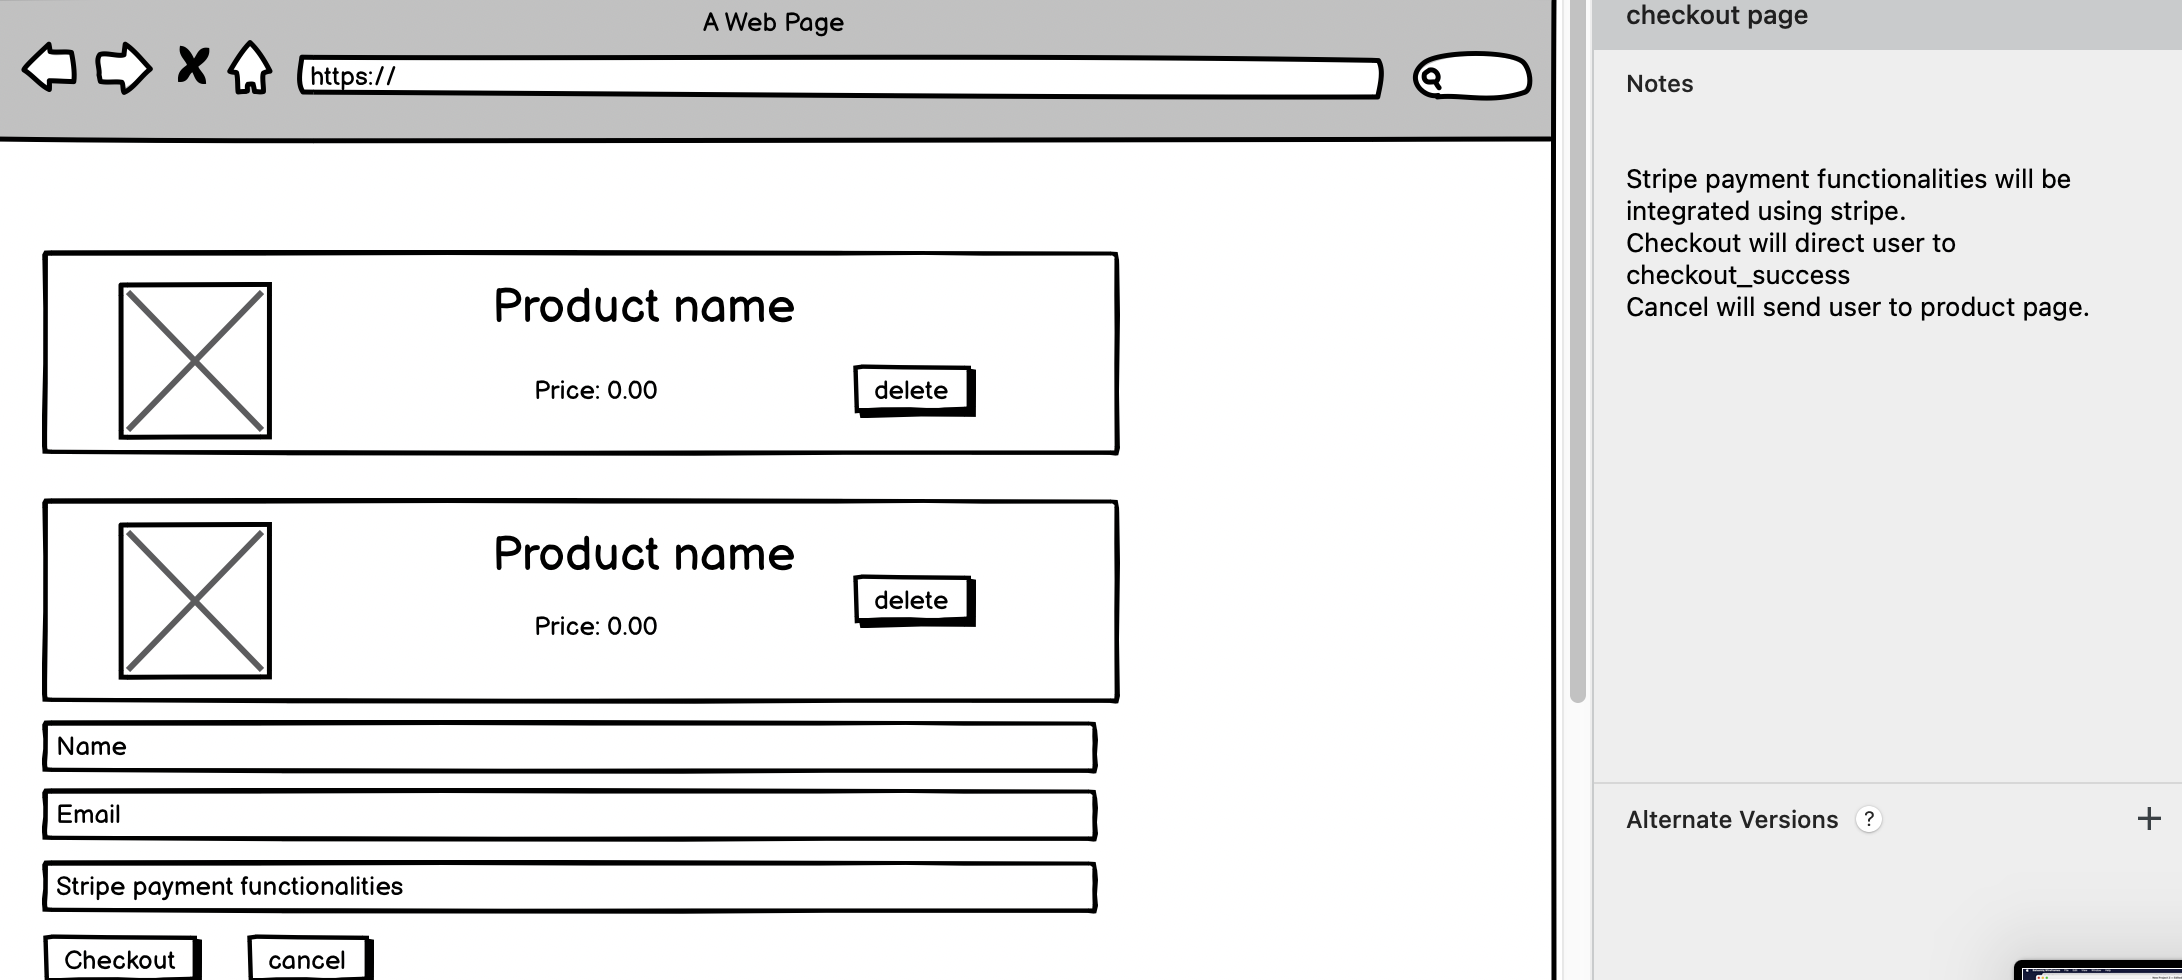 A Web Page
https://
Product name
Price: 0.00
delete
Product name
delete
Price: 0.00
Name
Email
Stripe payment functionalities
Checkout
cancel
checkout page
Notes
Stripe payment functionalities will be
integrated using stripe.
Checkout will direct user to
checkout_success
Cancel will send user to product page.
Alternate Versions ?